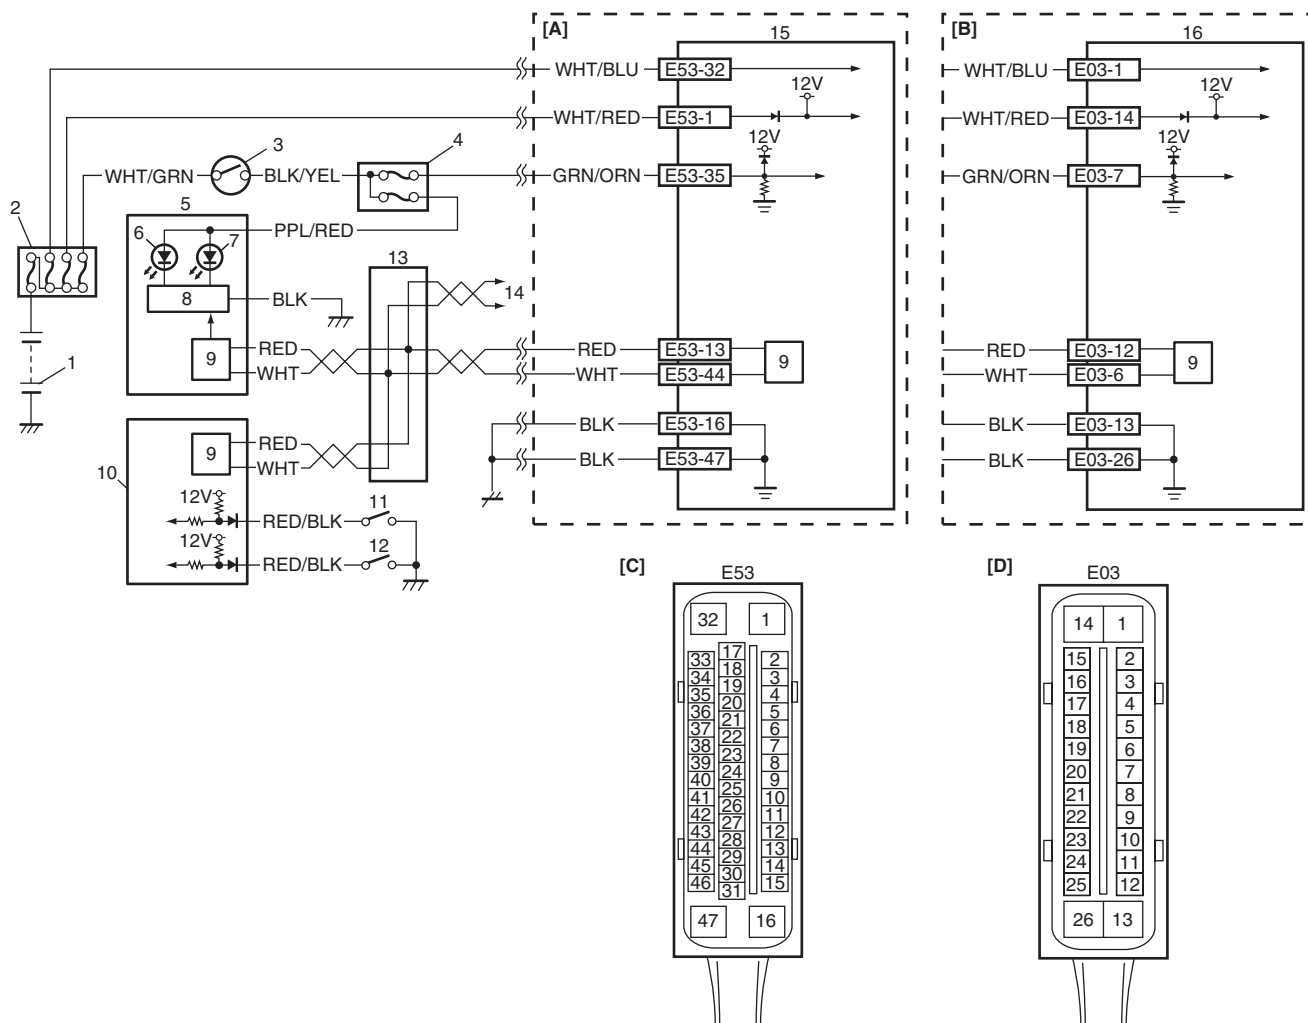 [A]
15
[B]
16
WHT/BLU
E53-32
WHT/BLU
E03-1
12V
12V
WHT/RED
E53-1
WHT/RED
E03-14
12V
12V
3
4
WHT/GRN
BLK/YEL
GRN/ORN
E53-35
GRN/ORN
E03-7
2
5
6
7
PPL/RED
13
8
BLK
14
1
9
RED
WHT
RED
E53-13
WHT
E53-44
9
RED
E03-12
WHT
E03-6
9
BLK
E53-16
BLK
E53-47
BLK
E03-13
BLK
E03-26
10
9
RED
WHT
12V
RED/BLK
11
12V
RED/BLK
12
[C]
E53
32
1
33
34
35
36
37
38
39
40
41
42
43
44
45
46
17
18
19
20
21
22
23
24
25
26
27
28
29
30
31
2
3
4
5
6
7
8
9
10
11
12
13
14
15
47
16
[D]
E03
14
1
15
16
17
18
19
20
21
22
23
24
25
2
3
4
5
6
7
8
9
10
11
12
26
13